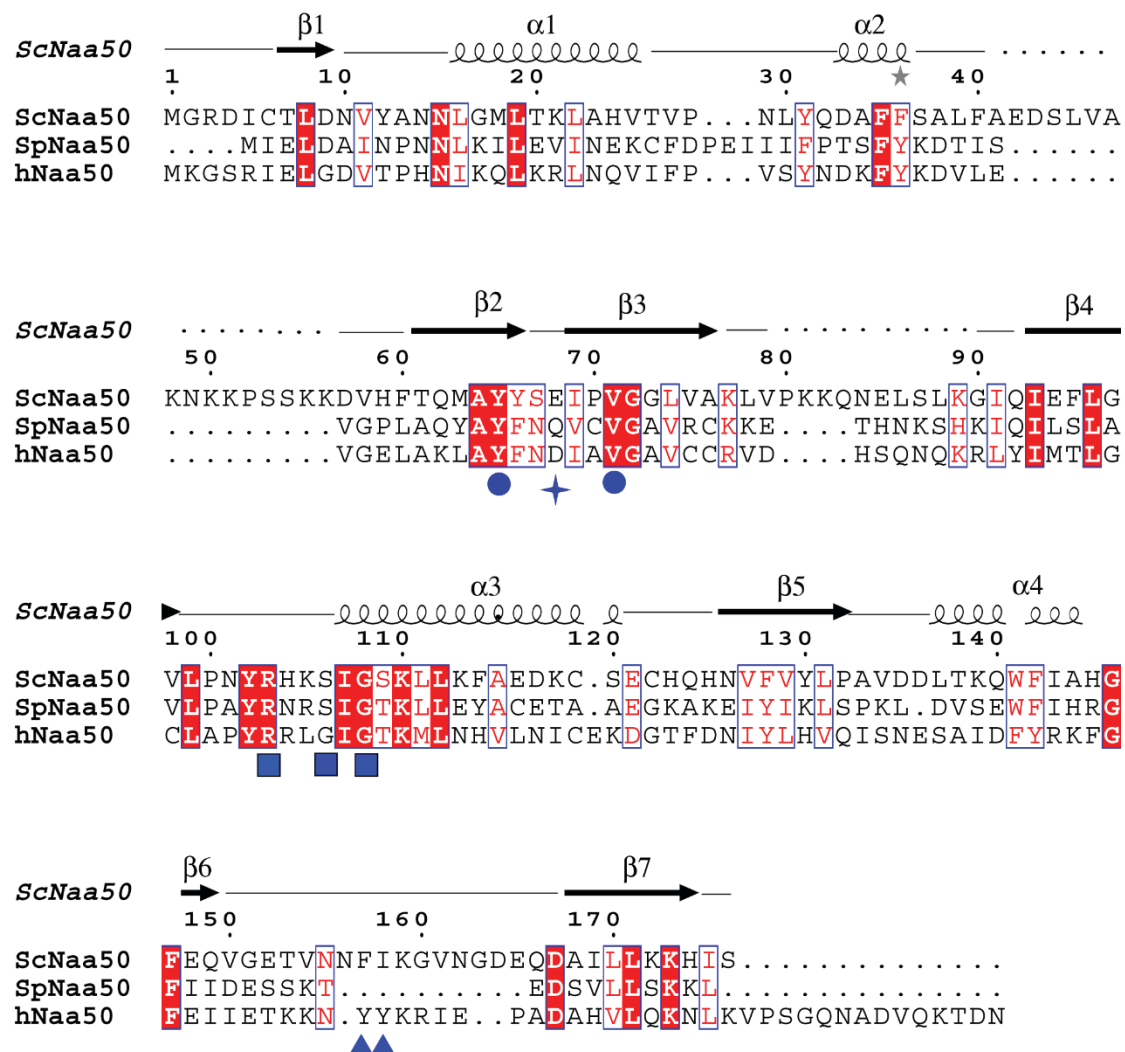 β1 α1 α2
ScNaa50
1 10 20 30 40
ScNaa50 MGRDICTLDNVYANNLGMLTKLAHVTVP...NLYQDAFFSALFAEDSLVA
SpNaa50 ....MIELDAINPNNLKILEVINEKCFDPEIIIFPTSFYKDTIS......
hNaa50 MKGSRIELGDVTPHNIKQLKRLNQVIFP...VSYNDKFYKDVLE......
β2 β3 β4
ScNaa50
50 60 70 80 90
ScNaa50 KNKKPSSKKDVHFTQMAYYSEIPVGGLVAKLVPKKQNELSLKGIQIEFLG
SpNaa50 .........VGPLAQYAYFNQVCVGAVRCKKE....THNKSHKIQILSLA
hNaa50 .........VGELAKLAYFNDIAVGAVCCRVD....HSQNQKRLYIMTLG
α3 β5 α4
ScNaa50
100 110 120 130 140
ScNaa50 VLPNYRHKSIGSKLLKFAEDKC.SECHQHNVFVYLPAVDDLTKQWFIAHG
SpNaa50 VLPAYRNRSIGTKLLEYACETA.AEGKAKEIYIKLSPKL.DVSEWFIHRG
hNaa50 CLAPYRRLGIGTKMLNHVLNICEKDGTFDNIYLHVQISNESAIDFYRKFG
β6 β7
ScNaa50
150 160 170
ScNaa50 FEQVGETVNNFIKGVNGDEQDAILLKKHIS..............
SpNaa50 FIIDESSKT...........EDSVLLSKKL...............
hNaa50 FEIIETKKN.YYKRIE..PADAHVLQKNLKVPSGQNADVQKTDN